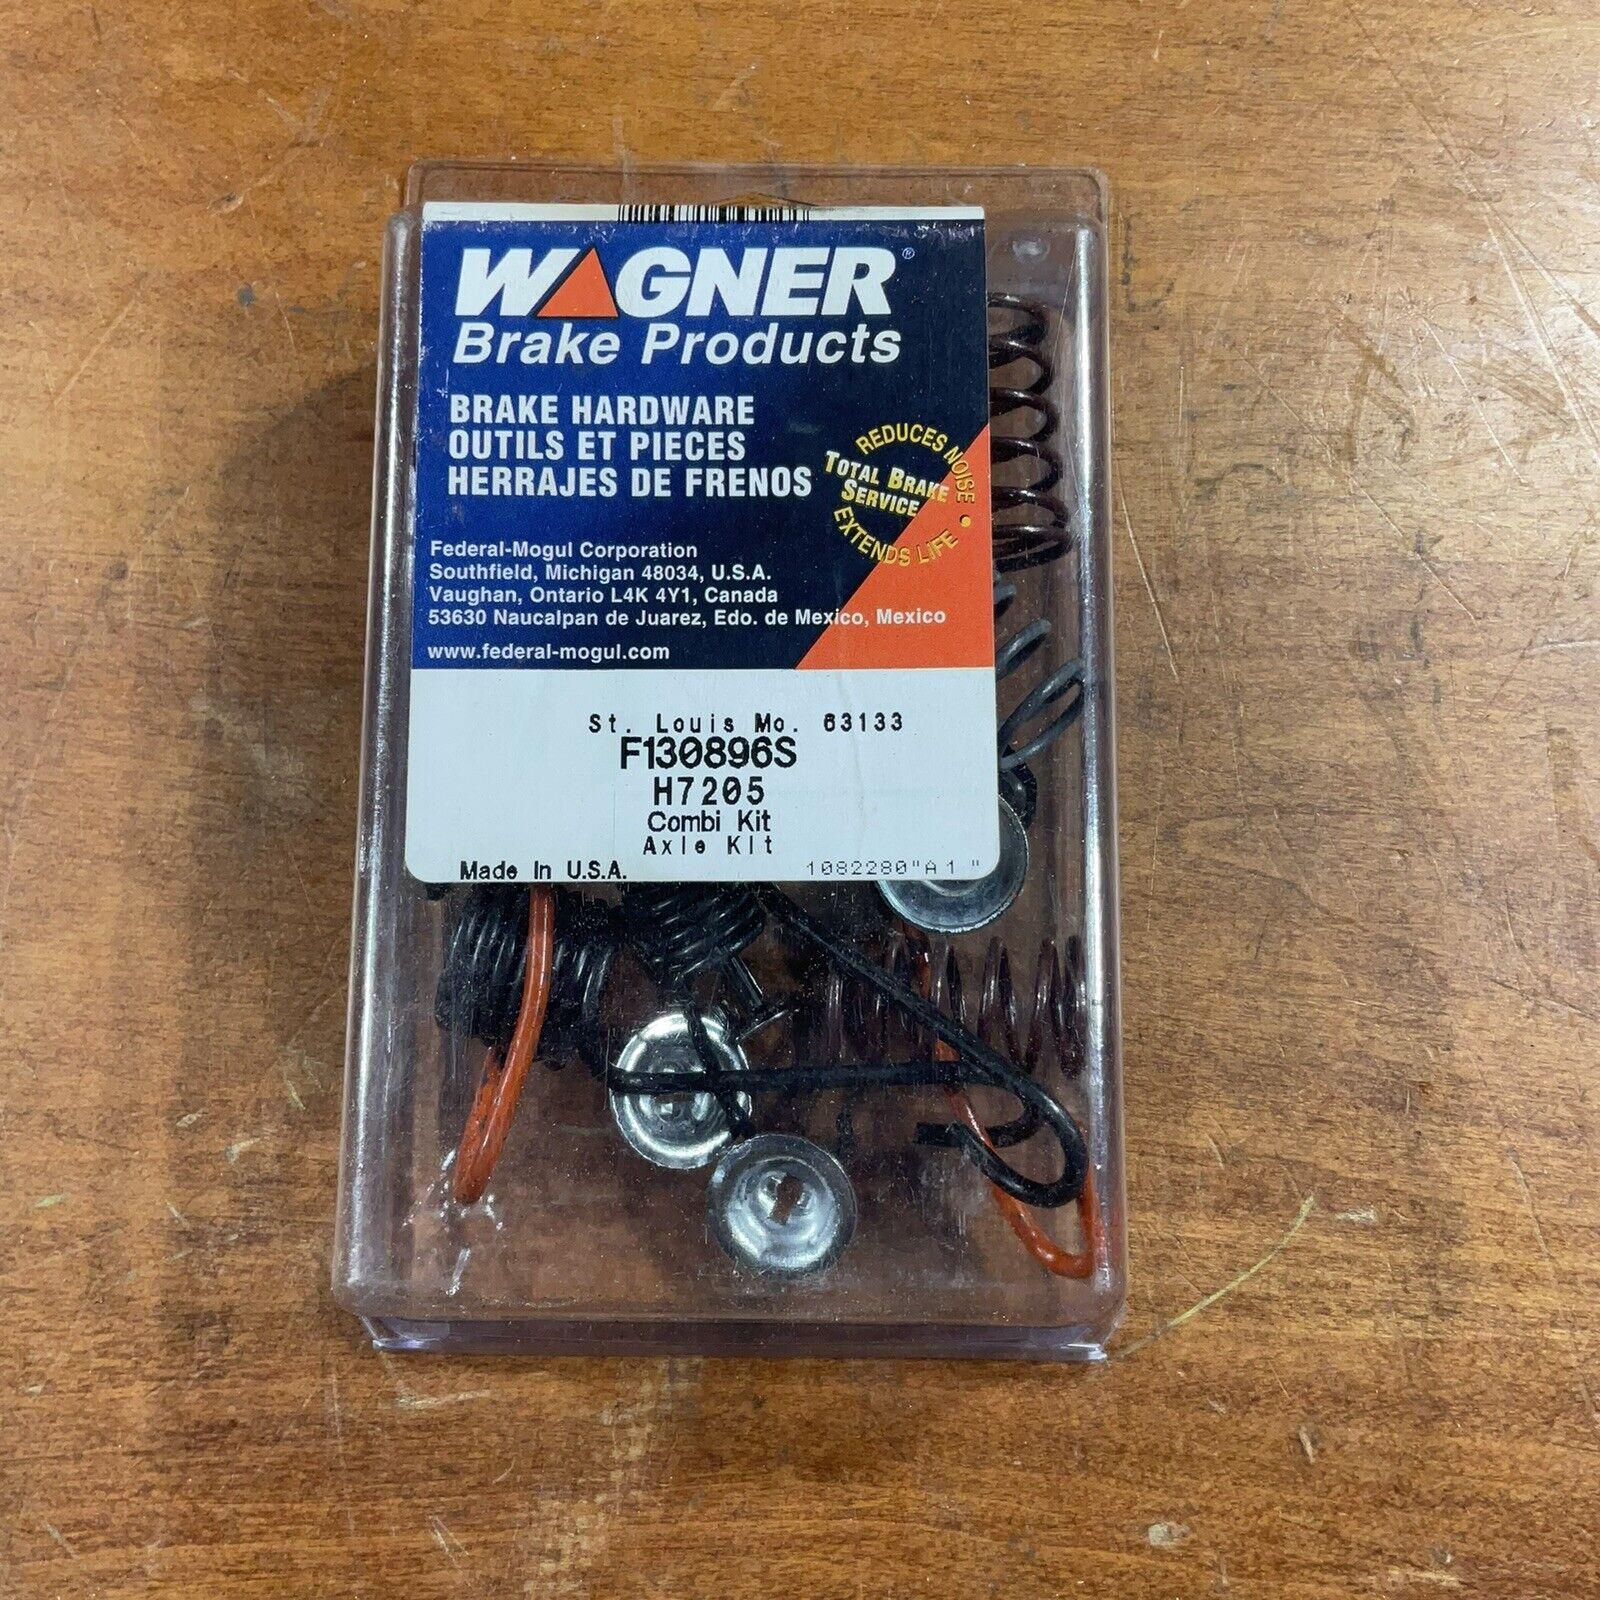 WAGNER®
Brake Products
BRAKE HARDWARE
OUTILS ET PIECES
HERRAJES DE FRENOS
REDUCES NOISE •
TOTAL BRAKE
SERVICE
EXTENDS LIFE
Federal-Mogul Corporation
Southfield, Michigan 48034, U.S.A.
Vaughan, Ontario L4K 4Y1, Canada
53630 Naucalpan de Juarez, Edo. de Mexico, Mexico
www.federal-mogul.com
St. Louis Mo. 63133
F130896S
H7205
Combi Kit
Axle Kit
Made In U.S.A.
1082280"A1 "